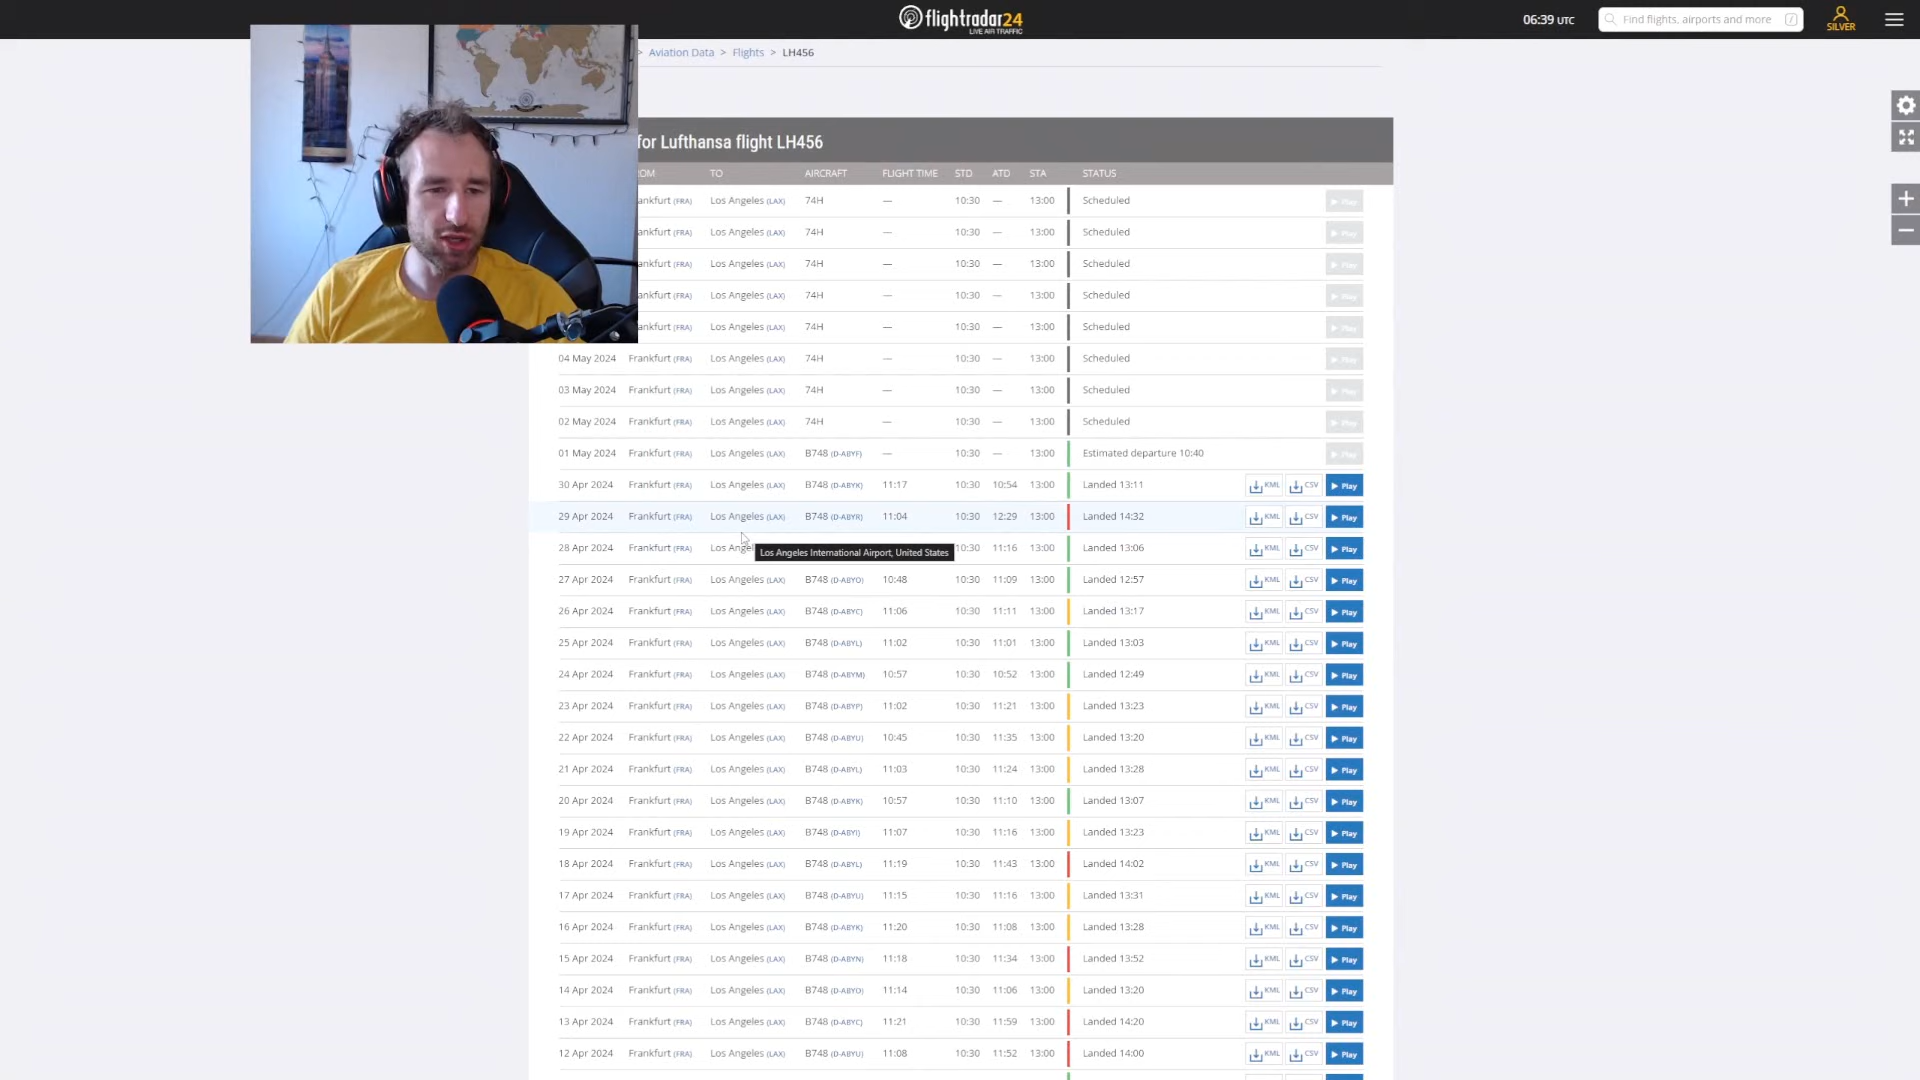 flightradar24
LIVE AIR TRAFFIC
06:39 UTC
Find flights, airports and more /
SILVER
> Aviation Data > Flights > LH456
for Lufthansa flight LH456
ROM TO AIRCRAFT FLIGHT TIME STD ATD STA STATUS
ankfurt (FRA) Los Angeles (LAX) 74H — 10:30 — 13:00 Scheduled Play
ankfurt (FRA) Los Angeles (LAX) 74H — 10:30 — 13:00 Scheduled Play
ankfurt (FRA) Los Angeles (LAX) 74H — 10:30 — 13:00 Scheduled Play
ankfurt (FRA) Los Angeles (LAX) 74H — 10:30 — 13:00 Scheduled Play
ankfurt (FRA) Los Angeles (LAX) 74H — 10:30 — 13:00 Scheduled Play
04 May 2024 Frankfurt (FRA) Los Angeles (LAX) 74H — 10:30 — 13:00 Scheduled Play
03 May 2024 Frankfurt (FRA) Los Angeles (LAX) 74H — 10:30 — 13:00 Scheduled Play
02 May 2024 Frankfurt (FRA) Los Angeles (LAX) 74H — 10:30 — 13:00 Scheduled Play
01 May 2024 Frankfurt (FRA) Los Angeles (LAX) B748 (D-ABYF) — 10:30 — 13:00 Estimated departure 10:40 Play
30 Apr 2024 Frankfurt (FRA) Los Angeles (LAX) B748 (D-ABYK) 11:17 10:30 10:54 13:00 Landed 13:11 KML CSV Play
29 Apr 2024 Frankfurt (FRA) Los Angeles (LAX) B748 (D-ABYR) 11:04 10:30 12:29 13:00 Landed 14:32 KML CSV Play
28 Apr 2024 Frankfurt (FRA) Los Angel 10:30 11:16 13:00 Landed 13:06 KML CSV Play
Los Angeles International Airport, United States
27 Apr 2024 Frankfurt (FRA) Los Angeles (LAX) B748 (D-ABYO) 10:48 10:30 11:09 13:00 Landed 12:57 KML CSV Play
26 Apr 2024 Frankfurt (FRA) Los Angeles (LAX) B748 (D-ABYC) 11:06 10:30 11:11 13:00 Landed 13:17 KML CSV Play
25 Apr 2024 Frankfurt (FRA) Los Angeles (LAX) B748 (D-ABYL) 11:02 10:30 11:01 13:00 Landed 13:03 KML CSV Play
24 Apr 2024 Frankfurt (FRA) Los Angeles (LAX) B748 (D-ABYM) 10:57 10:30 10:52 13:00 Landed 12:49 KML CSV Play
23 Apr 2024 Frankfurt (FRA) Los Angeles (LAX) B748 (D-ABYP) 11:02 10:30 11:21 13:00 Landed 13:23 KML CSV Play
22 Apr 2024 Frankfurt (FRA) Los Angeles (LAX) B748 (D-ABYU) 10:45 10:30 11:35 13:00 Landed 13:20 KML CSV Play
21 Apr 2024 Frankfurt (FRA) Los Angeles (LAX) B748 (D-ABYL) 11:03 10:30 11:24 13:00 Landed 13:28 KML CSV Play
20 Apr 2024 Frankfurt (FRA) Los Angeles (LAX) B748 (D-ABYK) 10:57 10:30 11:10 13:00 Landed 13:07 KML CSV Play
19 Apr 2024 Frankfurt (FRA) Los Angeles (LAX) B748 (D-ABYI) 11:07 10:30 11:16 13:00 Landed 13:23 KML CSV Play
18 Apr 2024 Frankfurt (FRA) Los Angeles (LAX) B748 (D-ABYL) 11:19 10:30 11:43 13:00 Landed 14:02 KML CSV Play
17 Apr 2024 Frankfurt (FRA) Los Angeles (LAX) B748 (D-ABYU) 11:15 10:30 11:16 13:00 Landed 13:31 KML CSV Play
16 Apr 2024 Frankfurt (FRA) Los Angeles (LAX) B748 (D-ABYK) 11:20 10:30 11:08 13:00 Landed 13:28 KML CSV Play
15 Apr 2024 Frankfurt (FRA) Los Angeles (LAX) B748 (D-ABYN) 11:18 10:30 11:34 13:00 Landed 13:52 KML CSV Play
14 Apr 2024 Frankfurt (FRA) Los Angeles (LAX) B748 (D-ABYO) 11:14 10:30 11:06 13:00 Landed 13:20 KML CSV Play
13 Apr 2024 Frankfurt (FRA) Los Angeles (LAX) B748 (D-ABYC) 11:21 10:30 11:59 13:00 Landed 14:20 KML CSV Play
12 Apr 2024 Frankfurt (FRA) Los Angeles (LAX) B748 (D-ABYU) 11:08 10:30 11:52 13:00 Landed 14:00 KML CSV Play